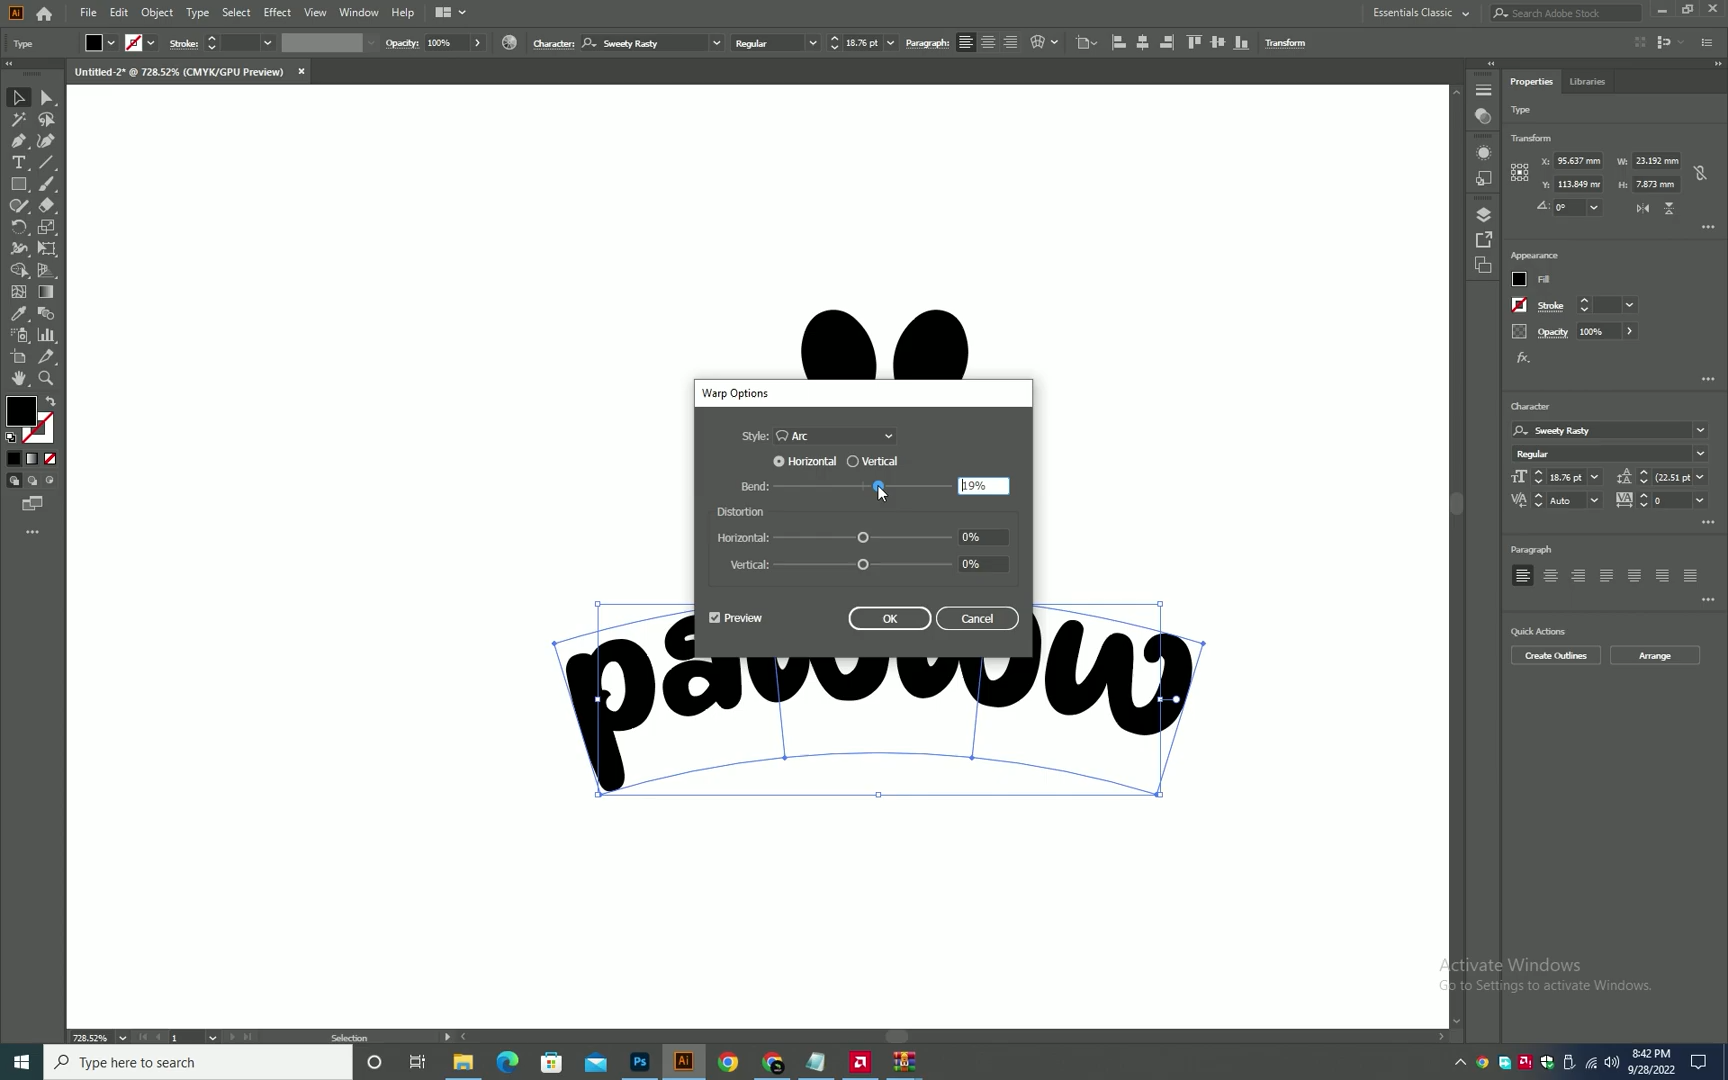 File Edit Object Type Select Effect View Window Help
Essentials Classic
Search Adobe Stock
Type Stroke: Opacity: 100% Character: Sweety Rasty Regular 18.76 pt Paragraph: Transform
Untitled-2* @ 728.52% (CMYK/GPU Preview)
Properties Libraries
Type
Transform
X: 95.637 mm W: 23.192 mm
Y: 113.849 mr H: 7.873 mm
0°
Appearance
Fill
Stroke
Opacity 100%
fx.
Character
Sweety Rasty
Regular
18.76 pt (22.51 pt
Auto 0
Paragraph
Quick Actions
Create Outlines Arrange
Warp Options
Style: Arc
Horizontal Vertical
Bend: 19%
Distortion
Horizontal: 0%
Vertical: 0%
Preview OK Cancel
Activate Windows
Go to Settings to activate Windows.
728.52% 1 Selection
Type here to search
Ps Ai
8:42 PM
9/28/2022